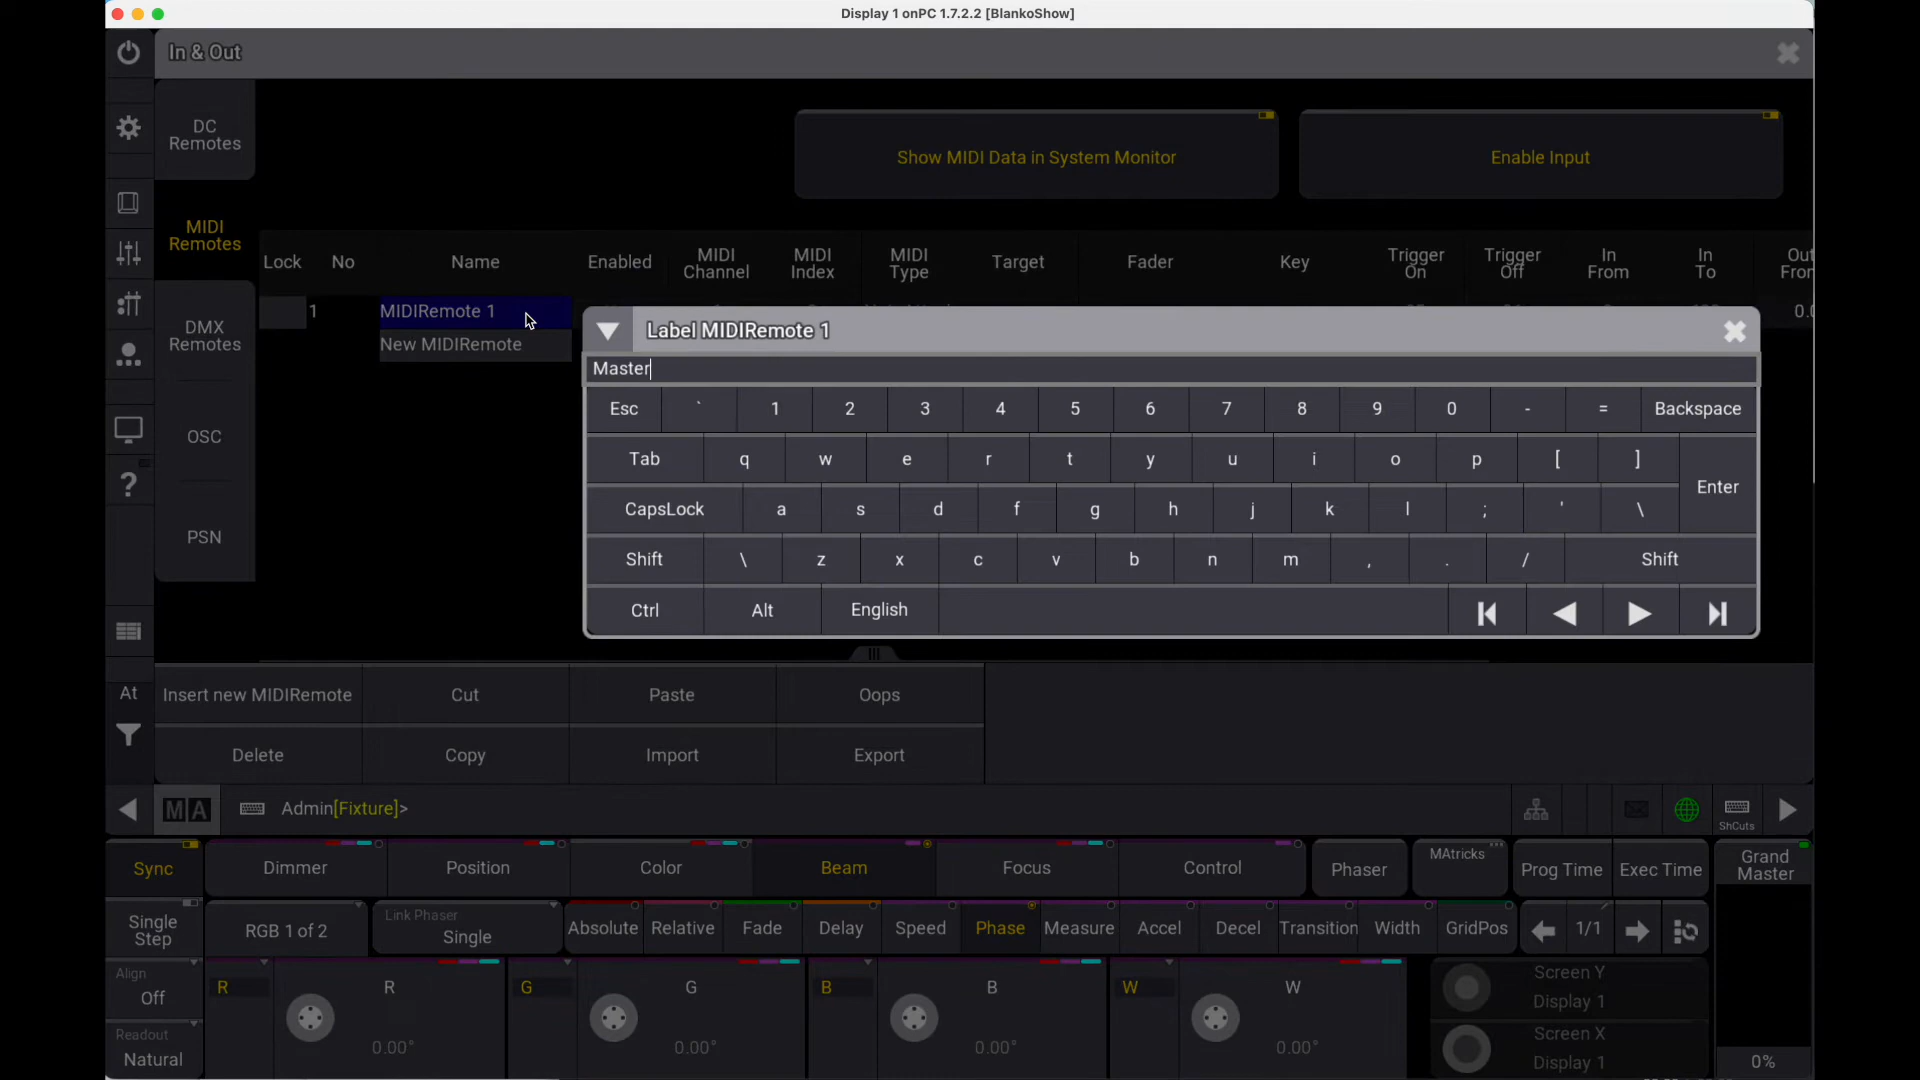 Display 1 onPC 1.7.2.2 [BlankoShow]
In & Out
DC
Remotes
Show MIDI Data in System Monitor
Enable Input
MIDI
Remotes
Lock
No
Name
Enabled
MIDI
Channel
MIDI
Index
MIDI
Type
Target
Fader
Key
Trigger
On
Trigger
Off
In
From
In
To
Out
From
1
MIDIRemote 1
New MIDIRemote
DMX
Remotes
OSC
PSN
Label MIDIRemote 1
Master
Esc ` 1 2 3 4 5 6 7 8 9 0 - = Backspace
Tab q w e r t y u i o p [ ]
Enter
CapsLock a s d f g h j k l ; ' \
Shift \ z x c v b n m , . / Shift
Ctrl Alt English
At
Insert new MIDIRemote
Cut
Paste
Oops
Delete
Copy
Import
Export
MA
Admin[Fixture]>
ShCuts
Sync
Dimmer
Position
Color
Beam
Focus
Control
Phaser
MAtricks
Prog Time
Exec Time
Grand
Master
Single
Step
RGB 1 of 2
Link Phaser
Single
Absolute
Relative
Fade
Delay
Speed
Phase
Measure
Accel
Decel
Transition
Width
GridPos
1/1
Align
Off
R
R
0.00°
G
G
0.00°
B
B
0.00°
W
W
0.00°
Screen Y
Display 1
Readout
Natural
Screen X
Display 1
0%